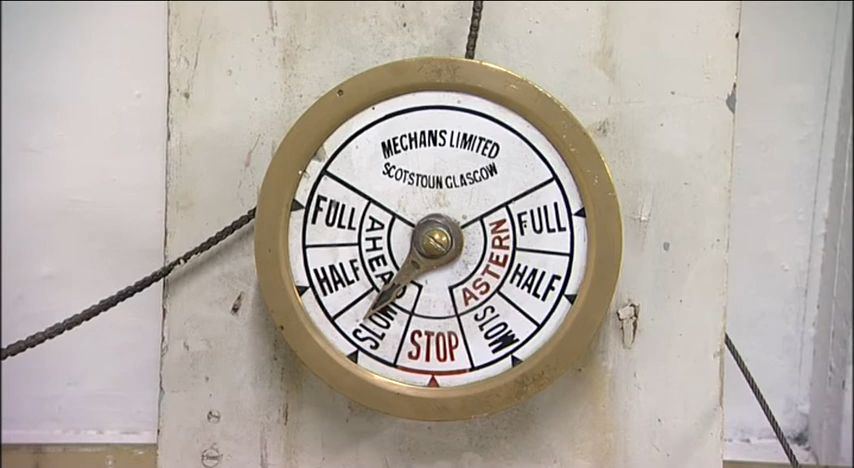 MECHANS LIMITED
SCOTSTOUN GLASGOW
FULL
HALF
SLOW
AHEAD
STOP
ASTERN
SLOW
HALF
FULL